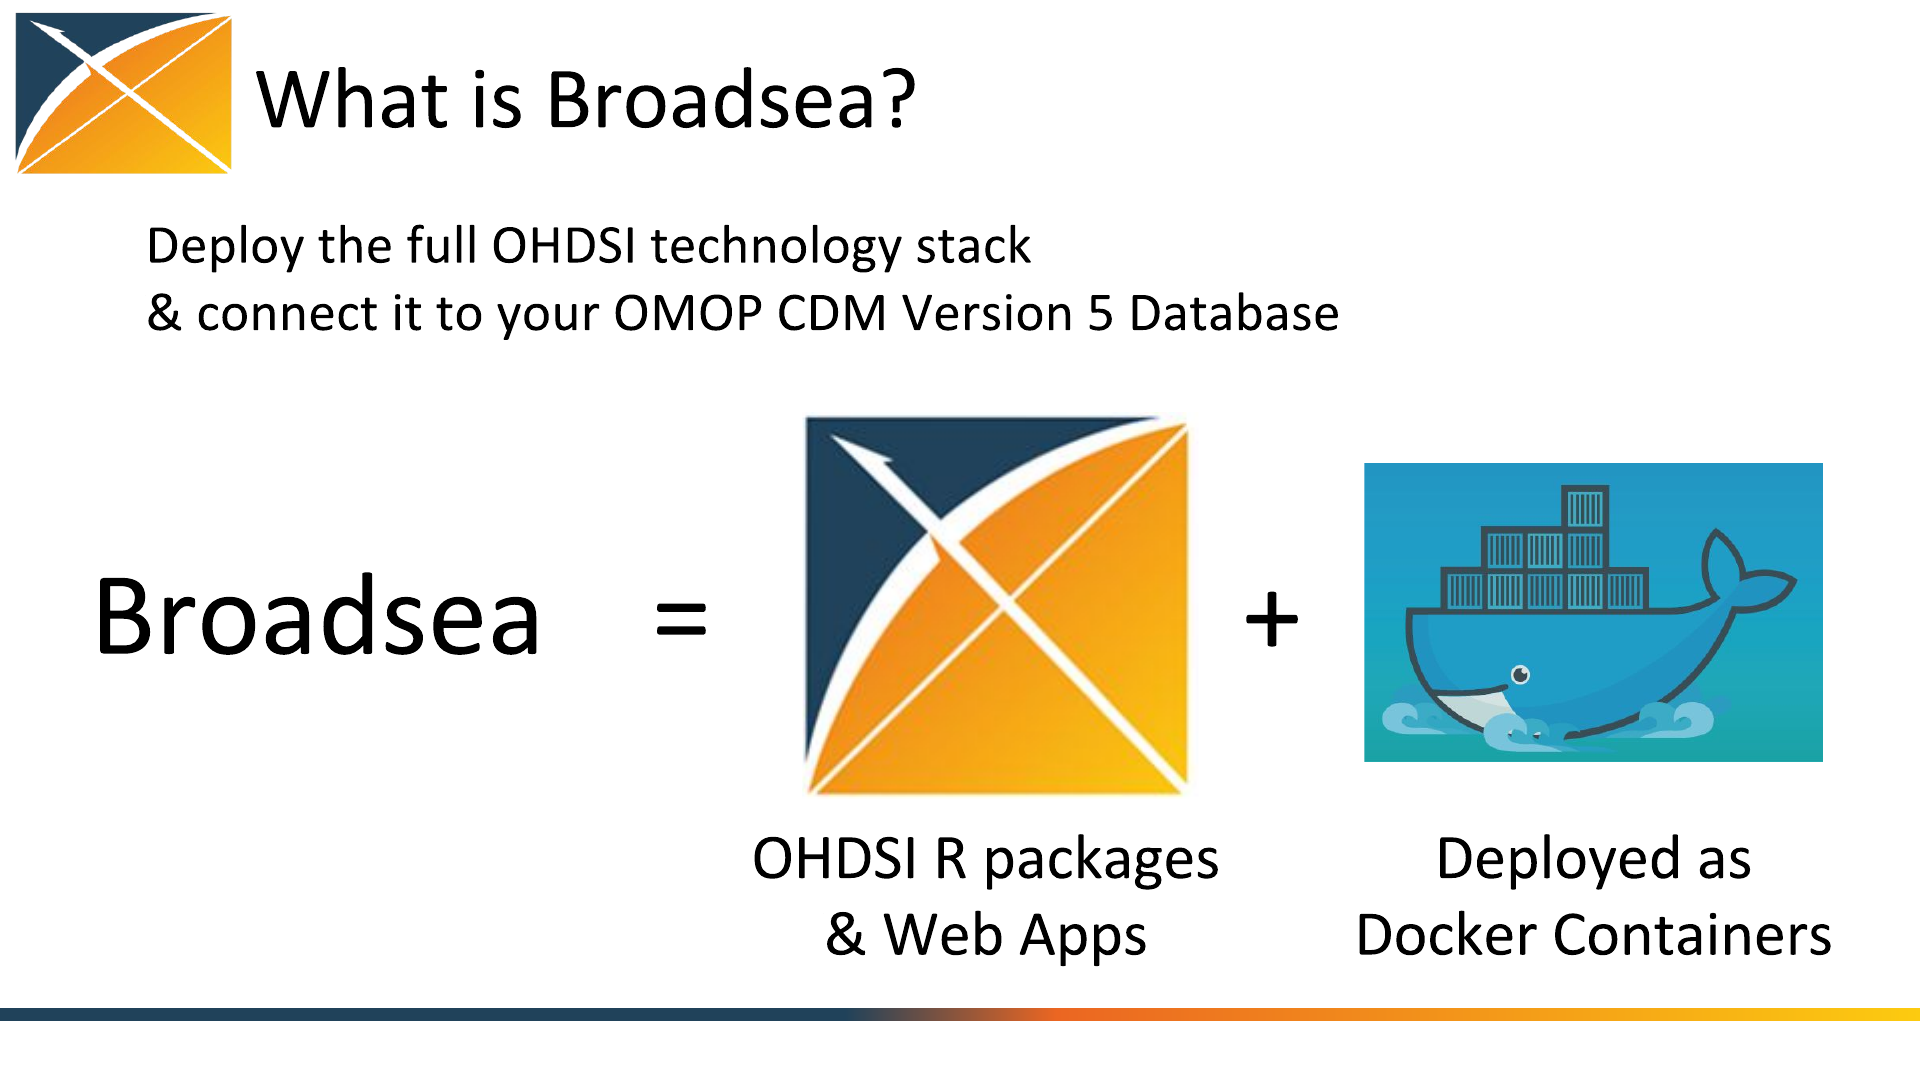 What is Broadsea?
Deploy the full OHDSI technology stack
& connect it to your OMOP CDM Version 5 Database
Broadsea = +
OHDSI R packages
& Web Apps
Deployed as
Docker Containers